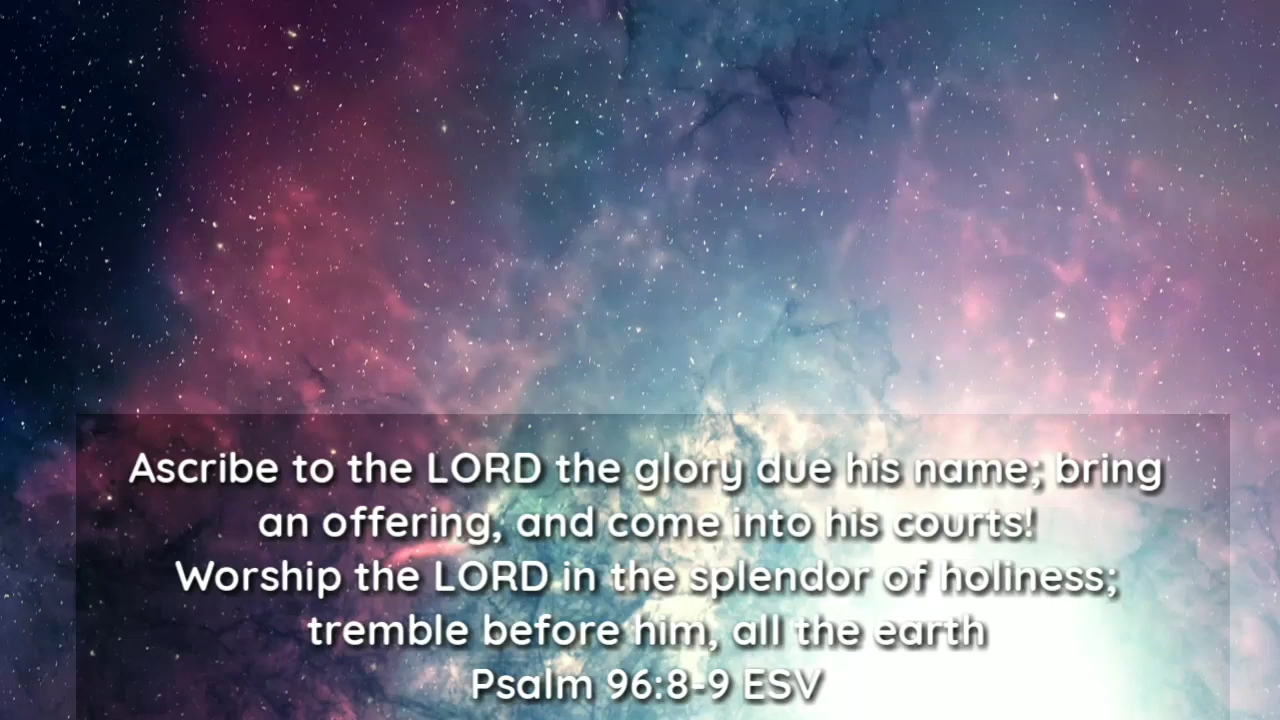 Ascribe to the LORD the glory due his name; bring
an offering, and come into his courts!
Worship the LORD in the splendor of holiness;
tremble before him, all the earth
Psalm 96:8-9 ESV